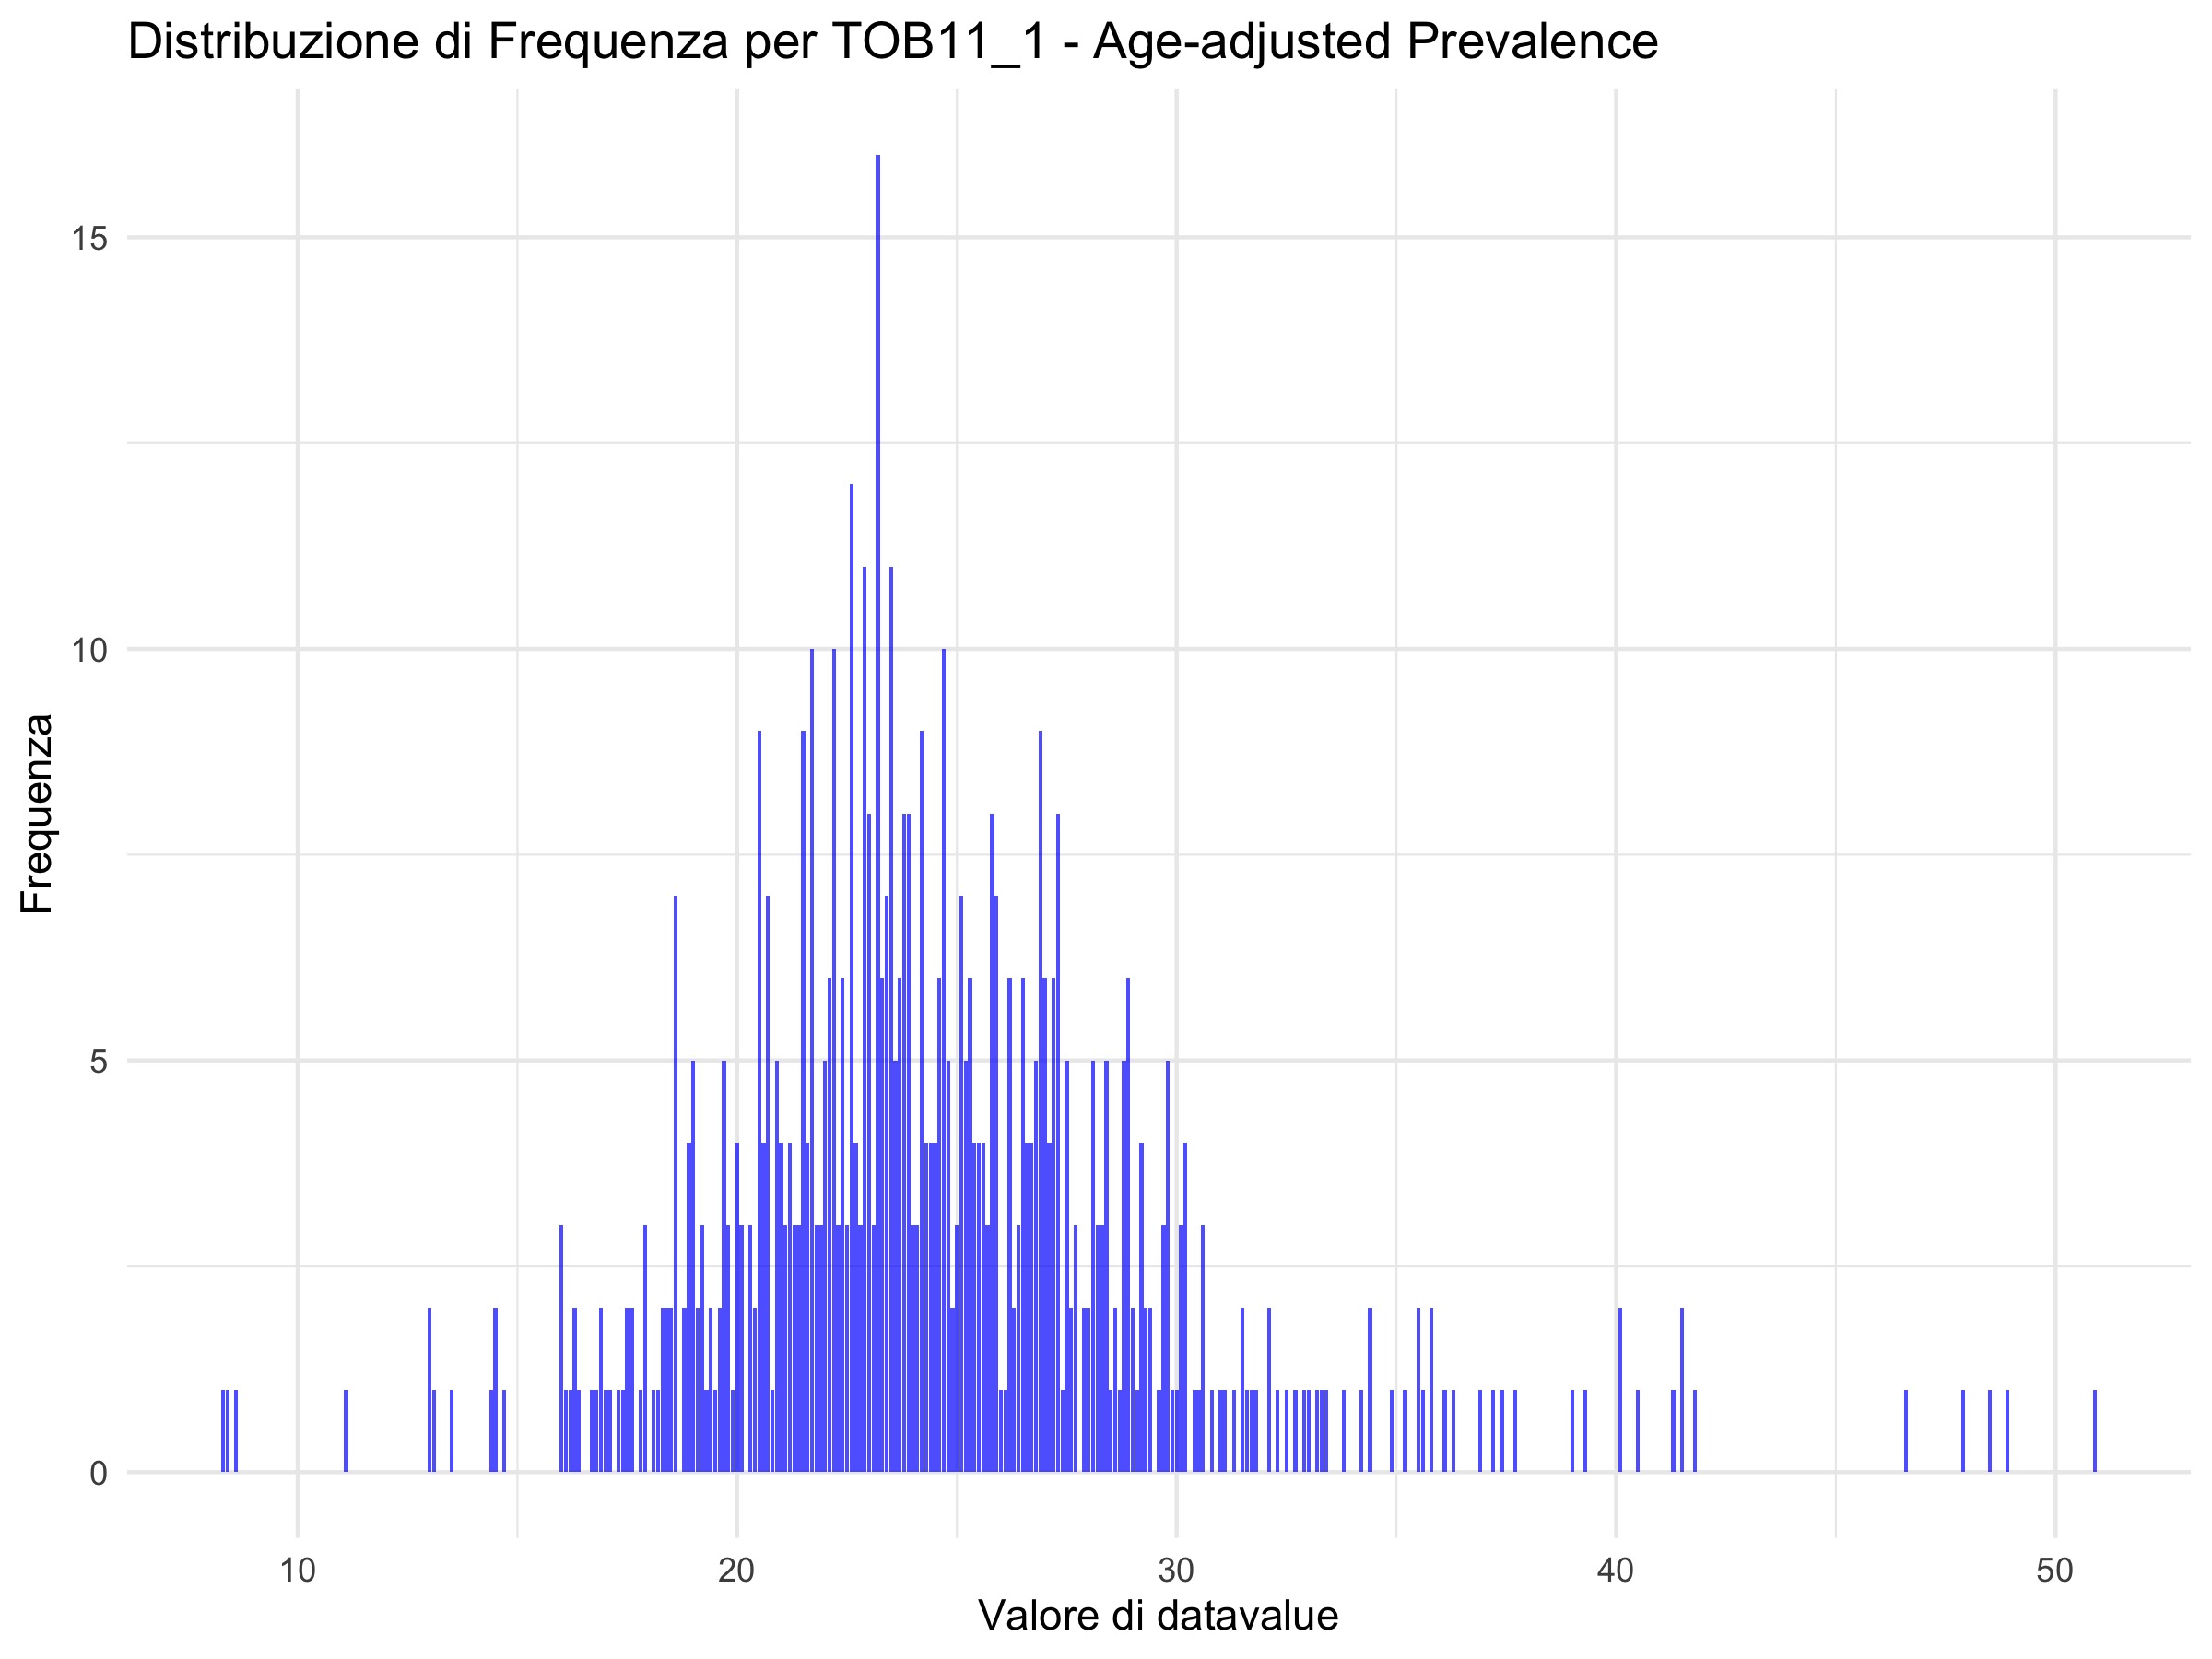 Distribuzione di Frequenza per TOB11_1 - Age-adjusted Prevalence
Frequenza
15
10
5
0
10 20 30 40 50
Valore di datavalue